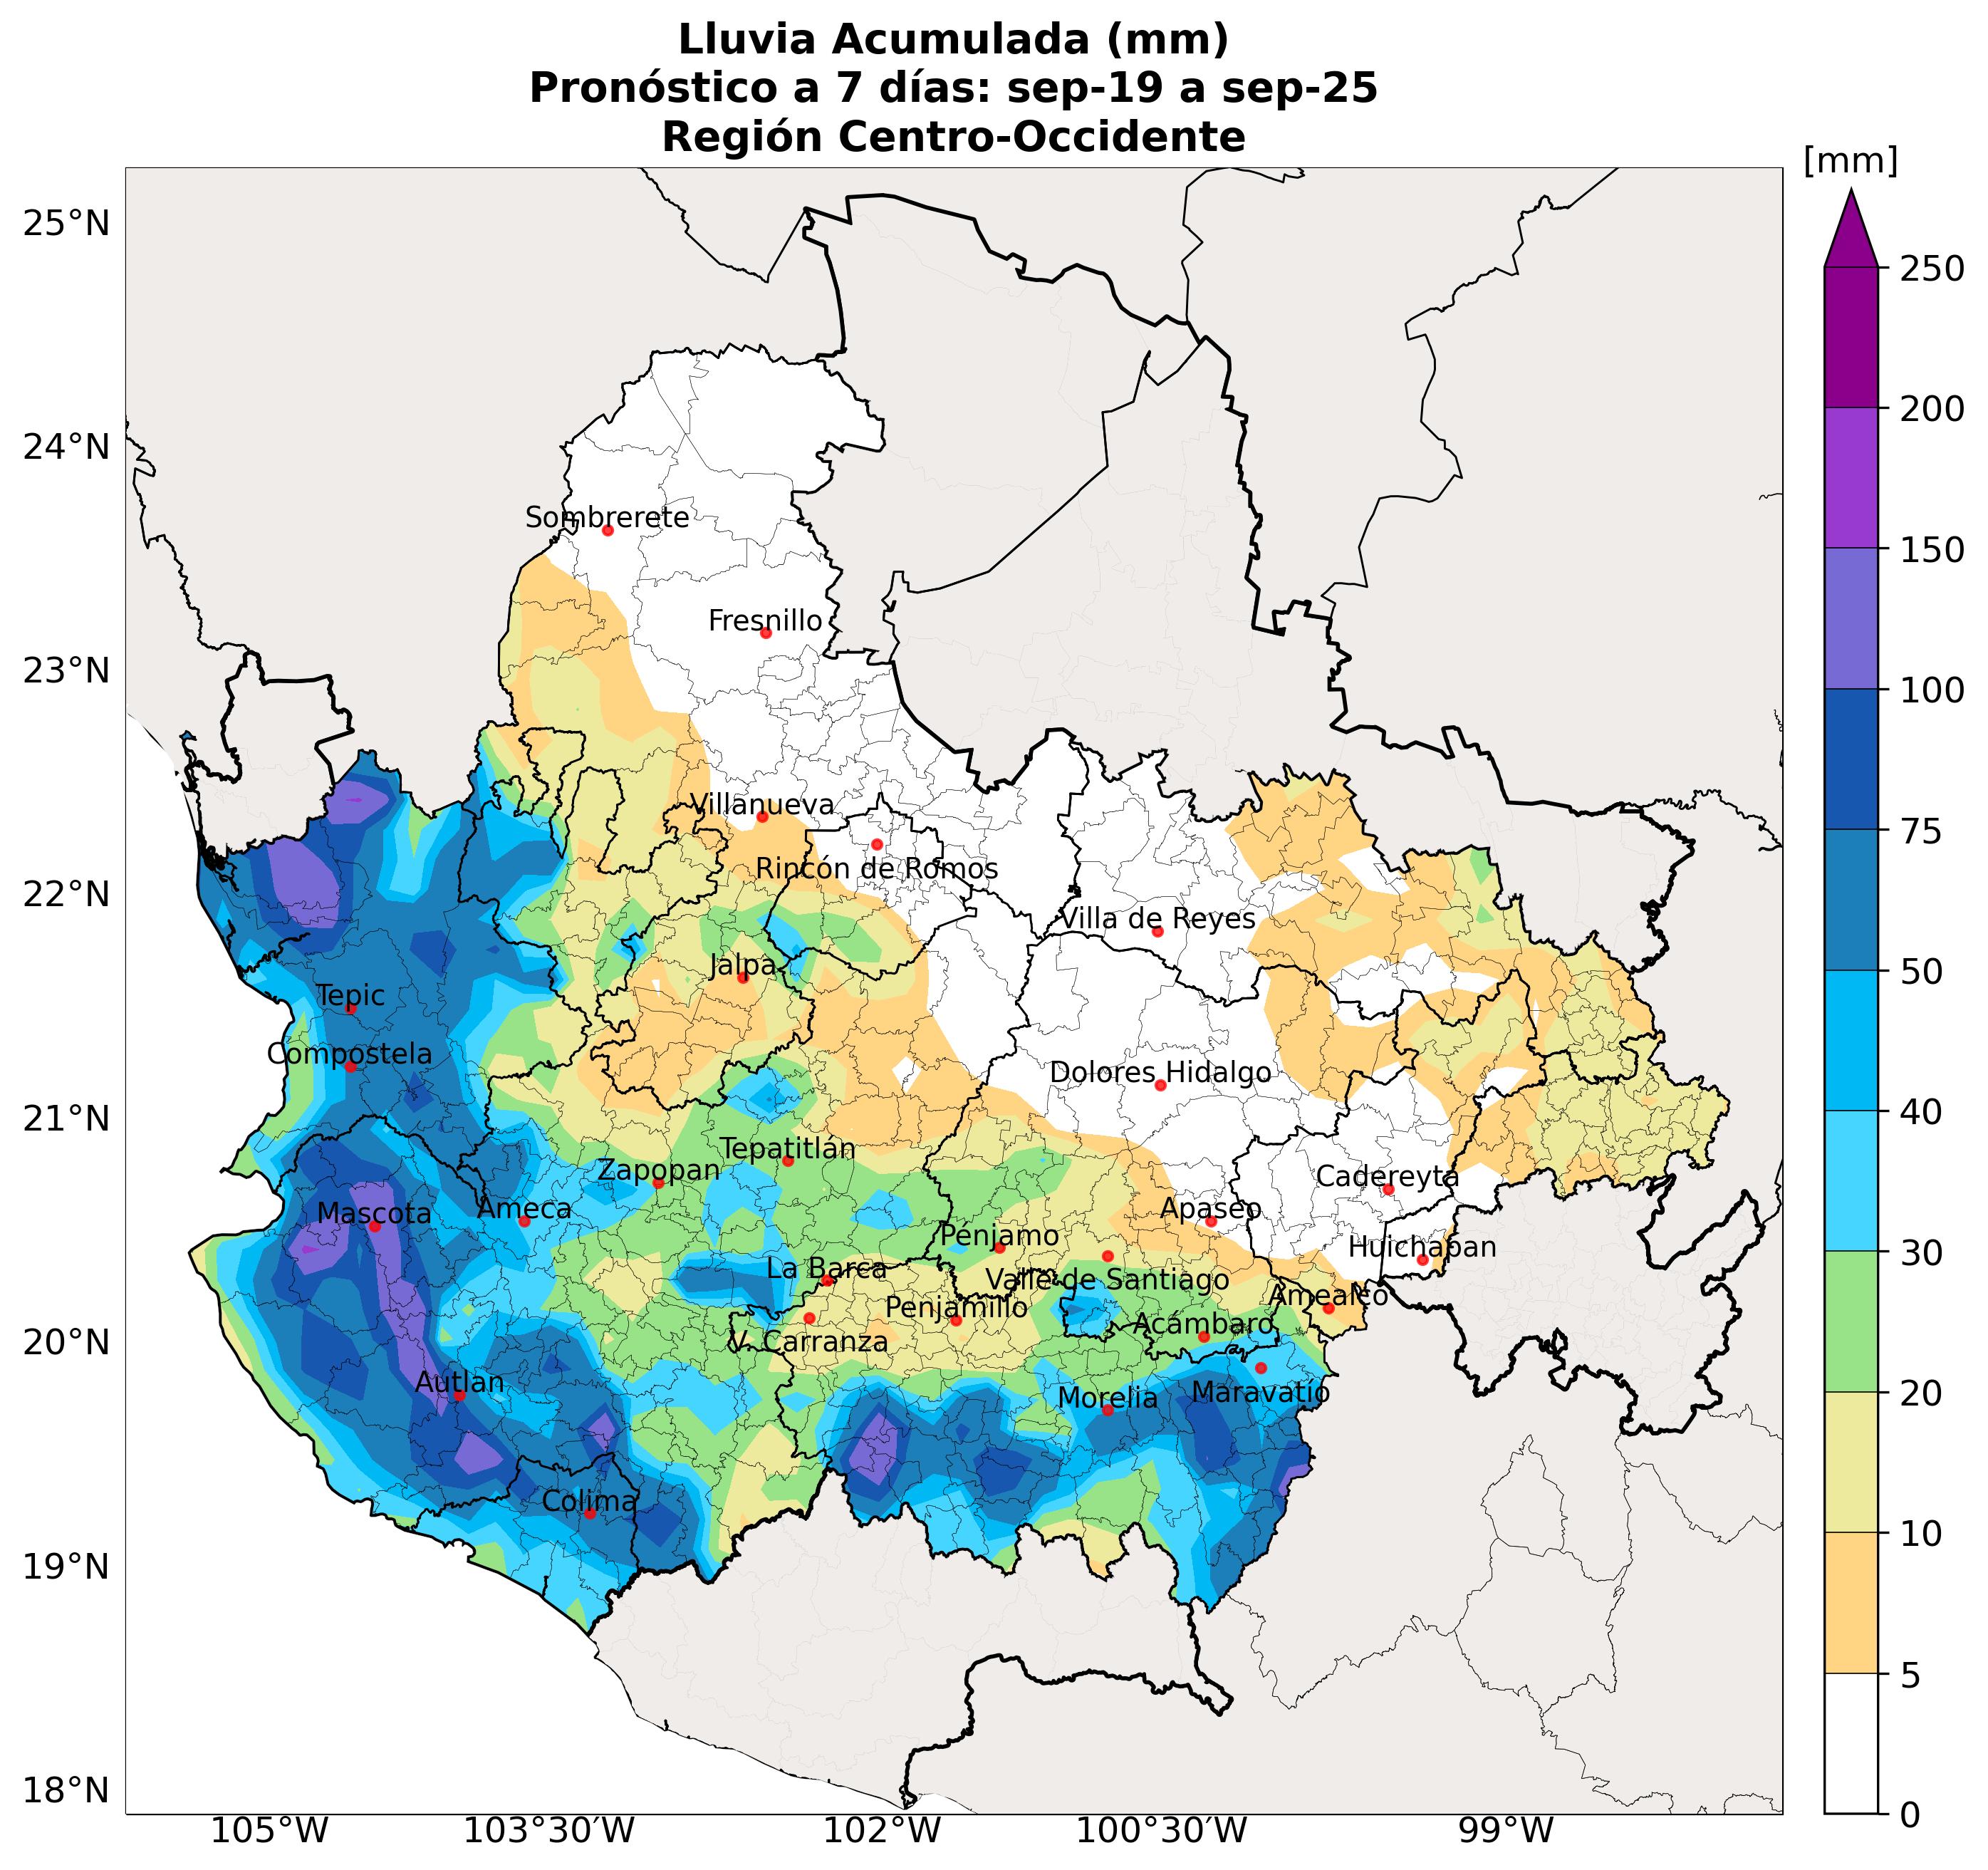 Lluvia Acumulada (mm)
Pronóstico a 7 días: sep-19 a sep-25
Región Centro-Occidente
[mm]
25°N
24°N
23°N
22°N
21°N
20°N
19°N
18°N
105°W
103°30'W
102°W
100°30'W
99°W
250
200
150
100
75
50
40
30
20
10
5
0
Sombrerete
Fresnillo
Villanueva
Rincón de Romos
Villa de Reyes
Jalpa
Tepic
Compostela
Dolores Hidalgo
Tepatitlán
Zapopan
Cadereyta
Mascota
Ameca
Apaseo
Penjamo
Huichapan
La Barca
Valle de Santiago
Amealco
Penjamillo
Acámbaro
V. Carranza
Autlan
Morelia
Maravatío
Colima